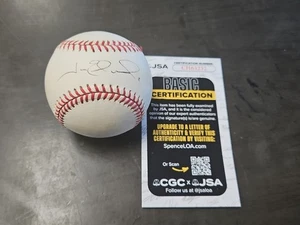 JSA
BASIC
CERTIFICATION
This item has been fully examined
by JSA, and it is the considered
opinion of our expert authenticators
that the signature(s) is/are genuine.
UPGRADE TO A LETTER OF
AUTHENTICITY & VERIFY THIS
CERTIFICATION BY VISITING:
SpenceLOA.com
Or Scan
CGC × JSA
Follow us at @jsaloa